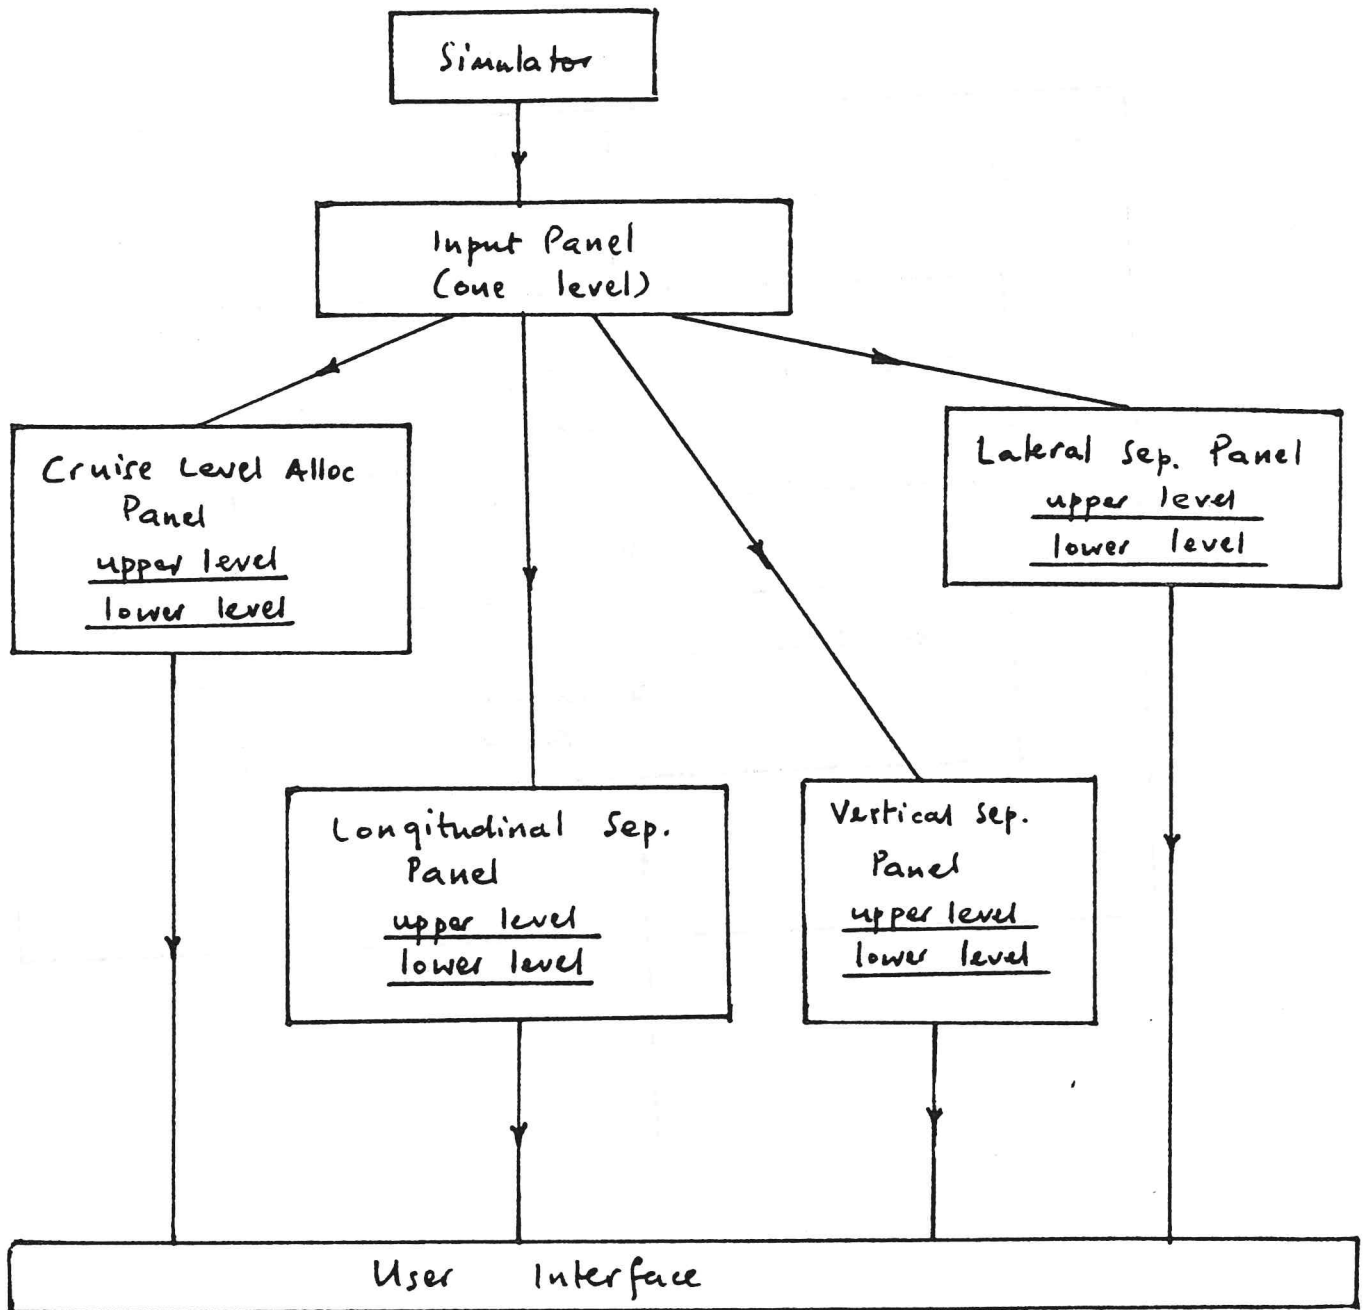 Simulator
Input Panel
(one level)
Cruise Level Alloc
Panel
upper level
lower level
Lateral Sep. Panel
upper level
lower level
Longitudinal Sep.
Panel
upper level
lower level
Vertical Sep.
Panel
upper level
lower level
User Interface